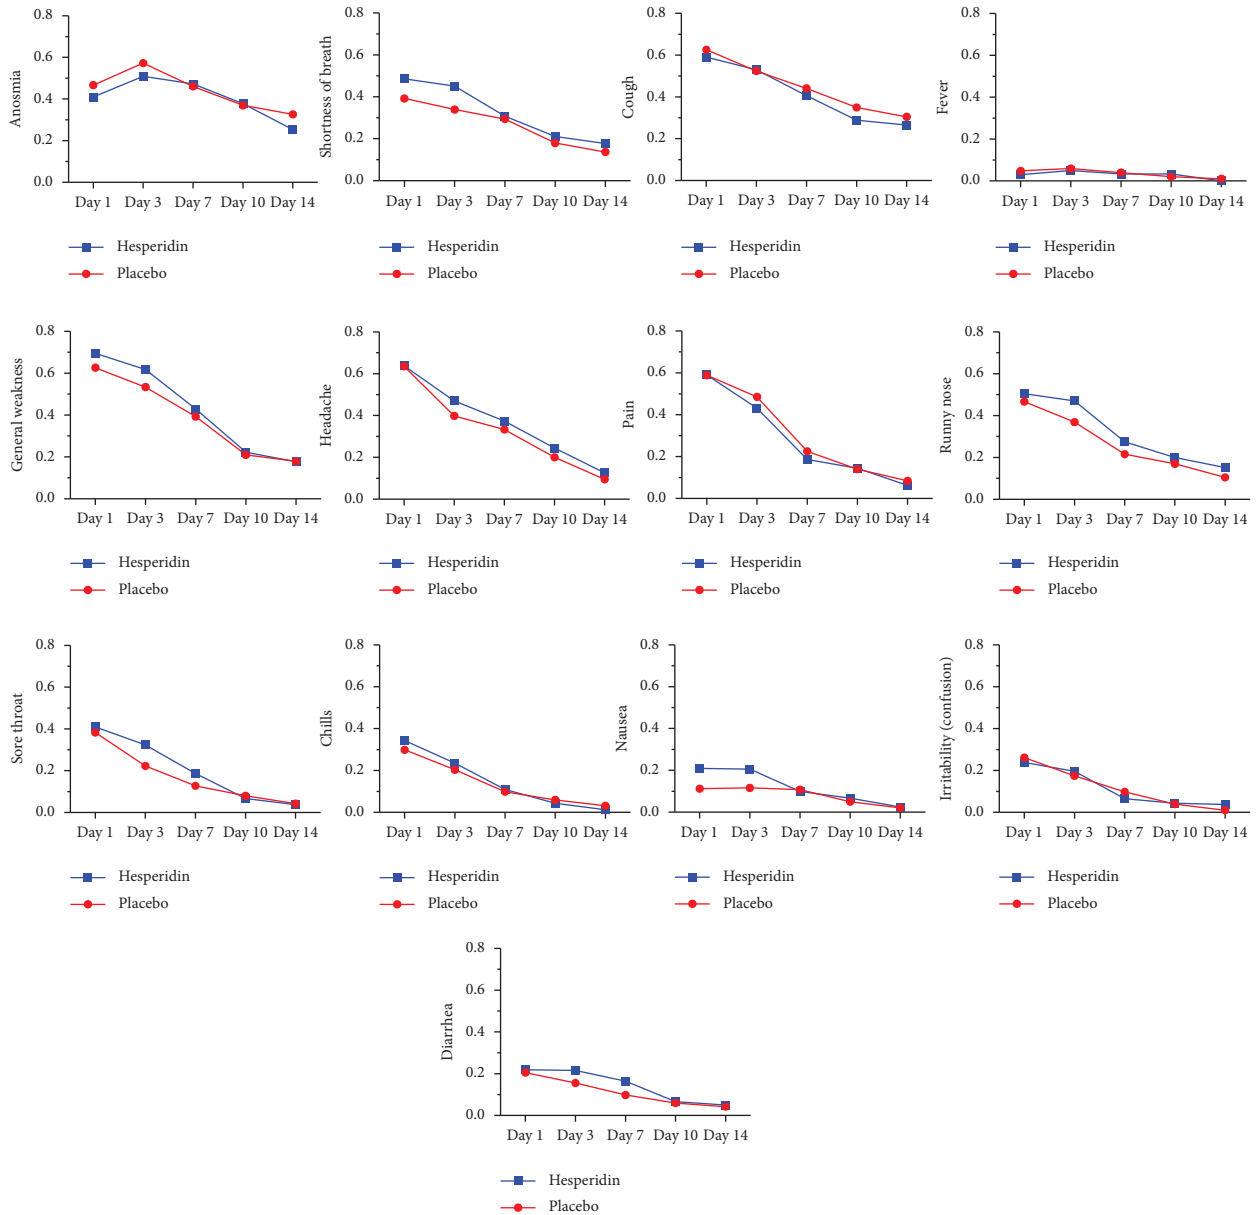 Anosmia
0.8
0.6
0.4
0.2
0.0
Day 1 Day 3 Day 7 Day 10 Day 14
Hesperidin
Placebo
Shortness of breath
0.8
0.6
0.4
0.2
0.0
Day 1 Day 3 Day 7 Day 10 Day 14
Hesperidin
Placebo
Cough
0.8
0.6
0.4
0.2
0.0
Day 1 Day 3 Day 7 Day 10 Day 14
Hesperidin
Placebo
Fever
0.8
0.6
0.4
0.2
0.0
Day 1 Day 3 Day 7 Day 10 Day 14
Hesperidin
Placebo
General weakness
0.8
0.6
0.4
0.2
0.0
Day 1 Day 3 Day 7 Day 10 Day 14
Hesperidin
Placebo
Headache
0.8
0.6
0.4
0.2
0.0
Day 1 Day 3 Day 7 Day 10 Day 14
Hesperidin
Placebo
Pain
0.8
0.6
0.4
0.2
0.0
Day 1 Day 3 Day 7 Day 10 Day 14
Hesperidin
Placebo
Runny nose
0.8
0.6
0.4
0.2
0.0
Day 1 Day 3 Day 7 Day 10 Day 14
Hesperidin
Placebo
Sore throat
0.8
0.6
0.4
0.2
0.0
Day 1 Day 3 Day 7 Day 10 Day 14
Hesperidin
Placebo
Chills
0.8
0.6
0.4
0.2
0.0
Day 1 Day 3 Day 7 Day 10 Day 14
Hesperidin
Placebo
Nausea
0.8
0.6
0.4
0.2
0.0
Day 1 Day 3 Day 7 Day 10 Day 14
Hesperidin
Placebo
Irritability (confusion)
0.8
0.6
0.4
0.2
0.0
Day 1 Day 3 Day 7 Day 10 Day 14
Hesperidin
Placebo
Diarrhea
0.8
0.6
0.4
0.2
0.0
Day 1 Day 3 Day 7 Day 10 Day 14
Hesperidin
Placebo